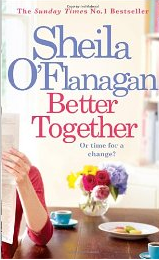 The Sunday Times No.1 Bestseller
Sheila
O'Flanagan
Better
Together
Or time for a
change?